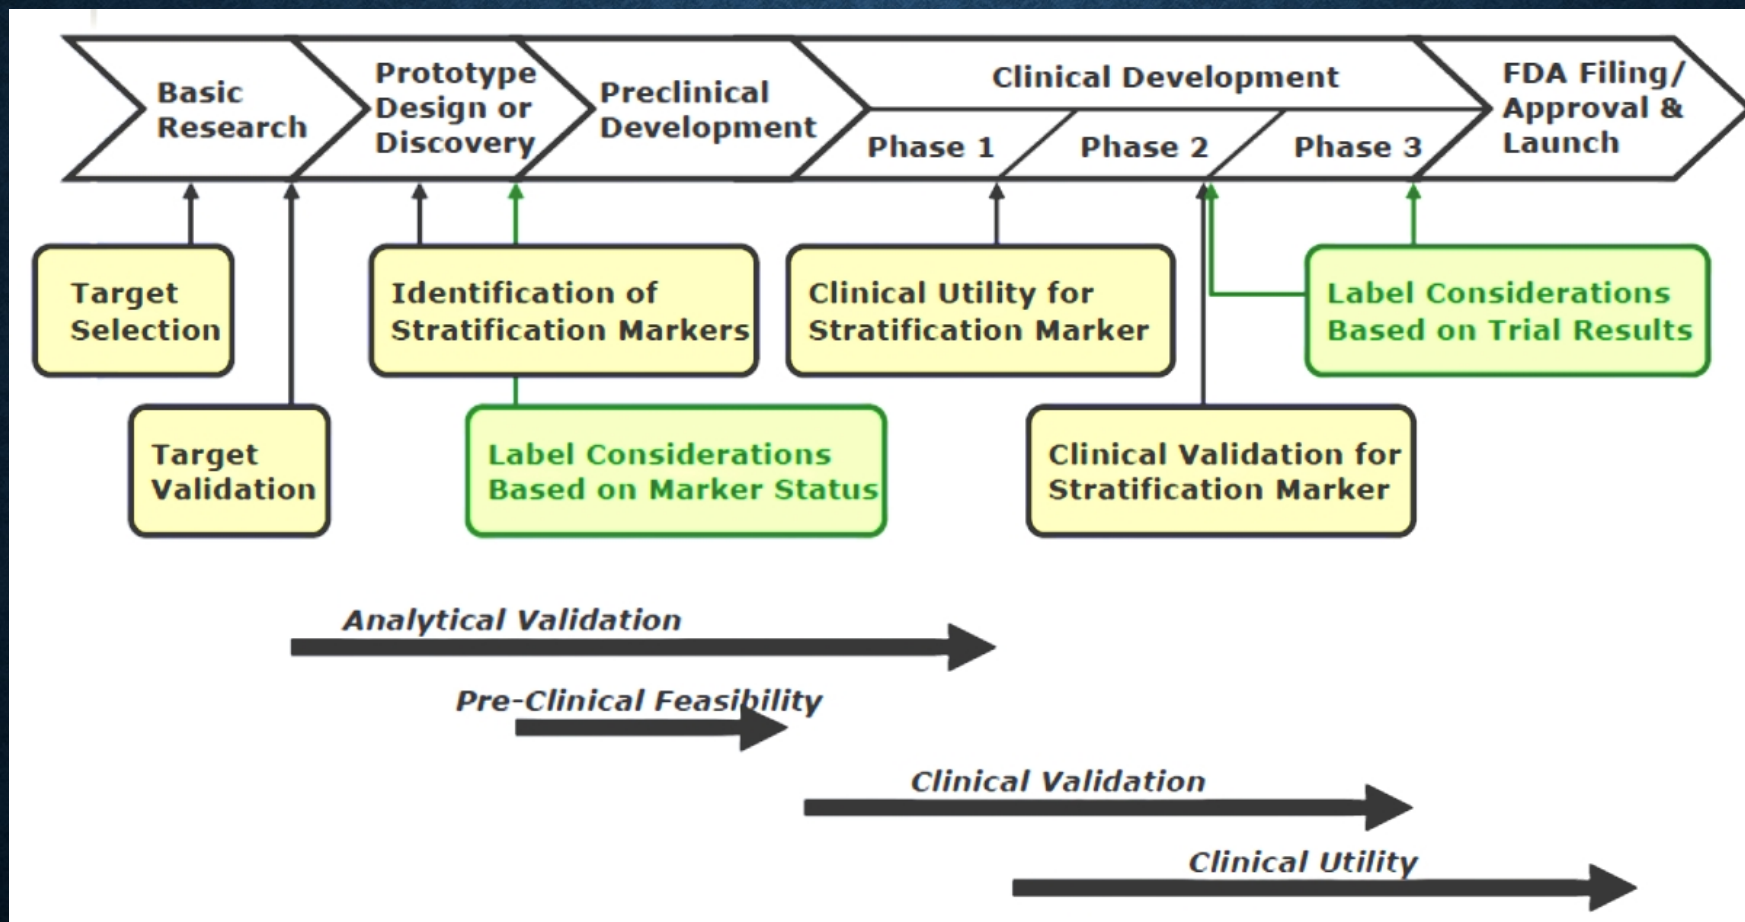 Basic
Research
Prototype
Design or
Discovery
Preclinical
Development
Clinical Development
Phase 1
Phase 2
Phase 3
FDA Filing/
Approval &
Launch
Target
Selection
Identification of
Stratification Markers
Clinical Utility for
Stratification Marker
Label Considerations
Based on Trial Results
Target
Validation
Label Considerations
Based on Marker Status
Clinical Validation for
Stratification Marker
Analytical Validation
Pre-Clinical Feasibility
Clinical Validation
Clinical Utility